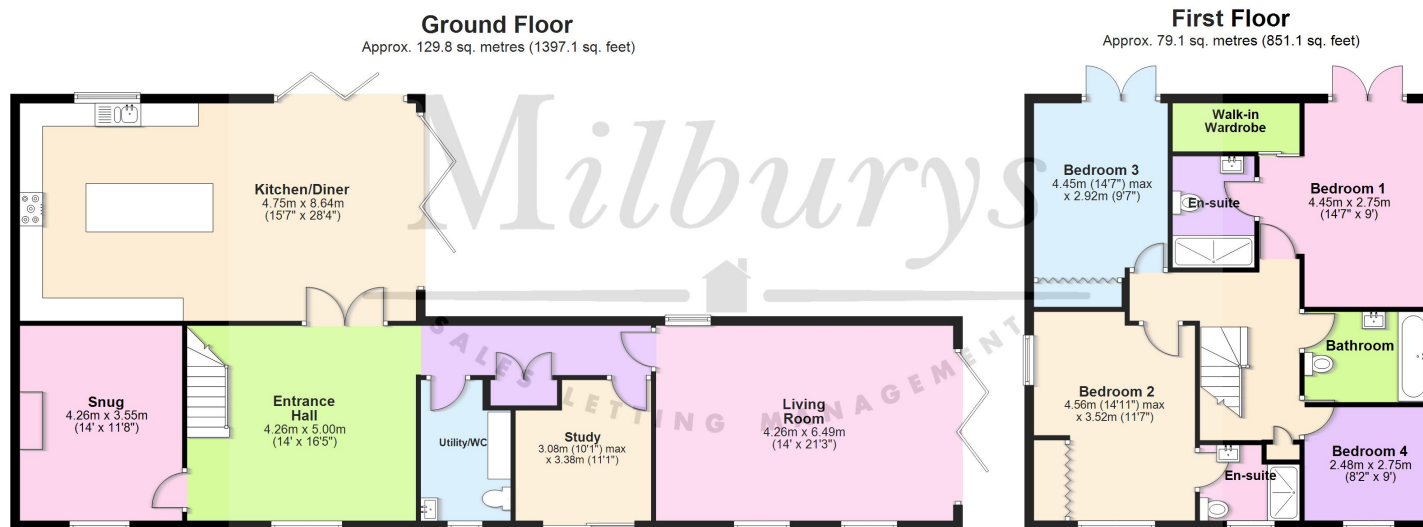 Ground Floor
Approx. 129.8 sq. metres (1397.1 sq. feet)
Kitchen/Diner
4.75m x 8.64m
(15'7" x 28'4")
Snug
4.26m x 3.55m
(14' x 11'8")
Entrance
Hall
4.26m x 5.00m
(14' x 16'5")
Utility/WC
Study
3.08m (10'1") max
x 3.38m (11'1")
Living
Room
4.26m x 6.49m
(14' x 21'3")
First Floor
Approx. 79.1 sq. metres (851.1 sq. feet)
Walk-in
Wardrobe
Bedroom 3
4.45m (14'7") max
x 2.92m (9'7")
En-suite
Bedroom 1
4.45m x 2.75m
(14'7" x 9')
Bathroom
Bedroom 2
4.56m (14'11") max
x 3.52m (11'7")
En-suite
Bedroom 4
2.48m x 2.75m
(8'2" x 9')
Milburys
SALES LETTING MANAGEMENT